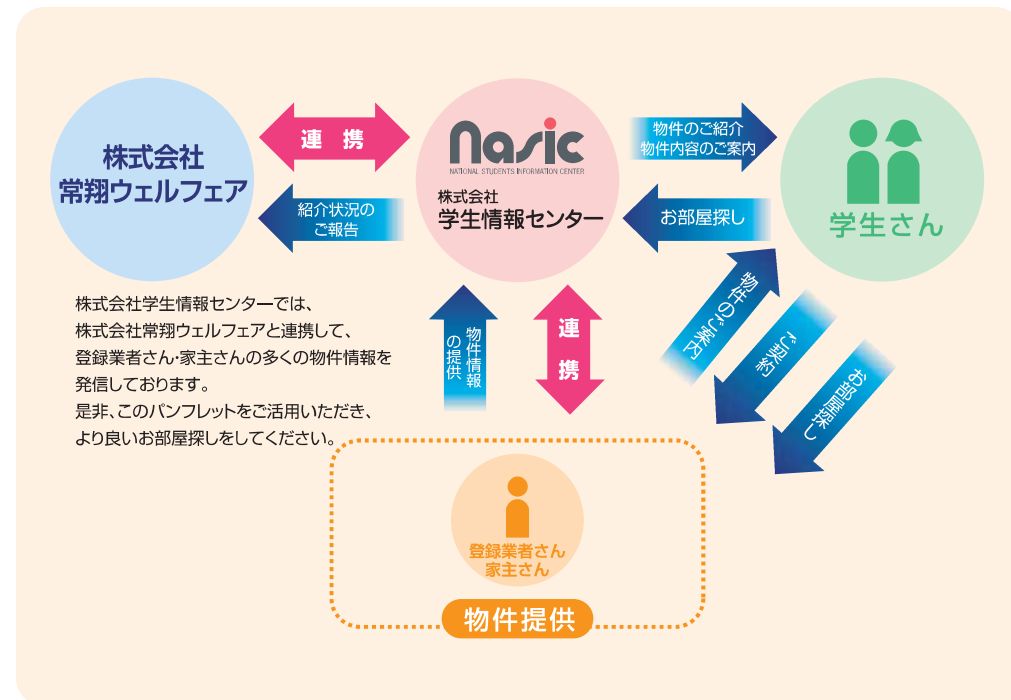 株式会社
常翔ウェルフェア
連 携
紹介状況の
ご報告
nasic
NATIONAL STUDENTS INFORMATION CENTER
株式会社
学生情報センター
物件のご紹介
物件内容のご案内
お部屋探し
学生さん
株式会社学生情報センターでは、
株式会社常翔ウェルフェアと連携して、
登録業者さん・家主さんの多くの物件情報を
発信しております。
是非、このパンフレットをご活用いただき、
より良いお部屋探しをしてください。
物件情報
の提供
連携
物件のご案内
ご契約
お部屋探し
登録業者さん
家主さん
物件提供